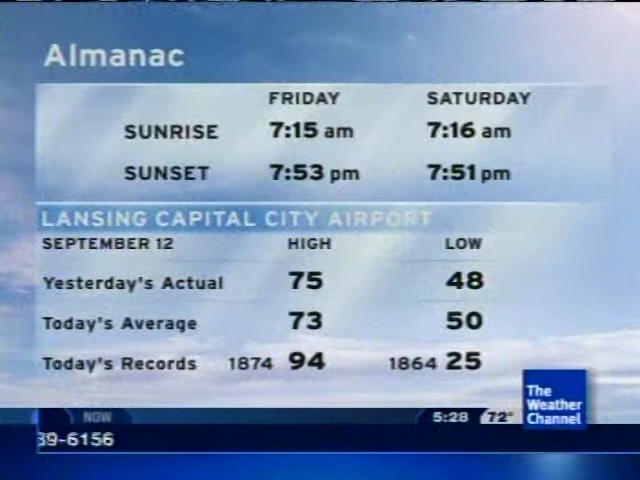 Almanac
FRIDAY SATURDAY
SUNRISE 7:15 am 7:16 am
SUNSET 7:53 pm 7:51 pm
LANSING CAPITAL CITY AIRPORT
SEPTEMBER 12 HIGH LOW
Yesterday's Actual 75 48
Today's Average 73 50
Today's Records 1874 94 1864 25
The
Weather
Channel
NOW 5:28 72°
39-6156